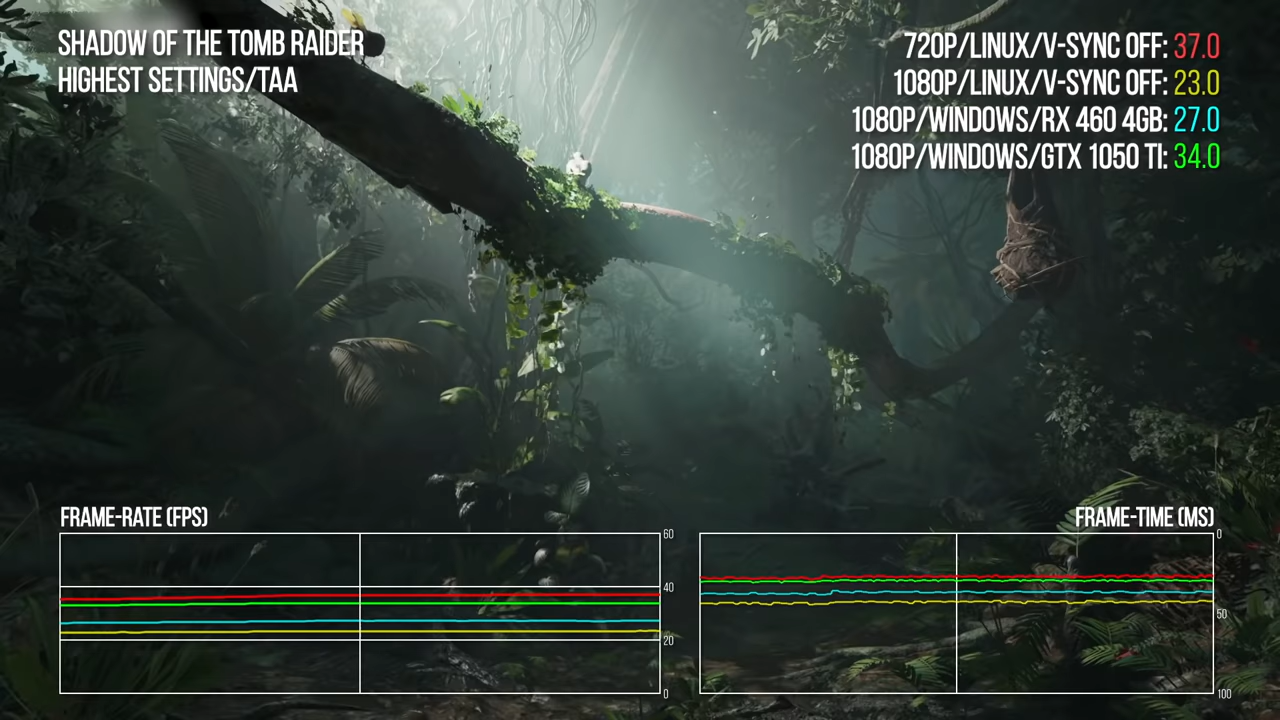 SHADOW OF THE TOMB RAIDER
HIGHEST SETTINGS/TAA
720P/LINUX/V-SYNC OFF: 37.0
1080P/LINUX/V-SYNC OFF: 23.0
1080P/WINDOWS/RX 460 4GB: 27.0
1080P/WINDOWS/GTX 1050 TI: 34.0
FRAME-RATE (FPS)
60
40
20
0
FRAME-TIME (MS)
0
50
100